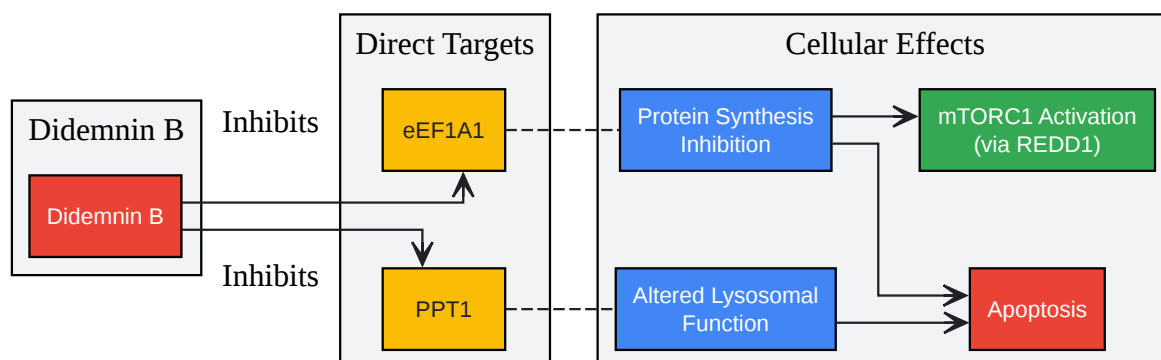 Direct Targets
Cellular Effects
Didemnin B
Inhibits
eEF1A1
Protein Synthesis
Inhibition
mTORC1 Activation
(via REDD1)
Didemnin B
Inhibits
PPT1
Altered Lysosomal
Function
Apoptosis